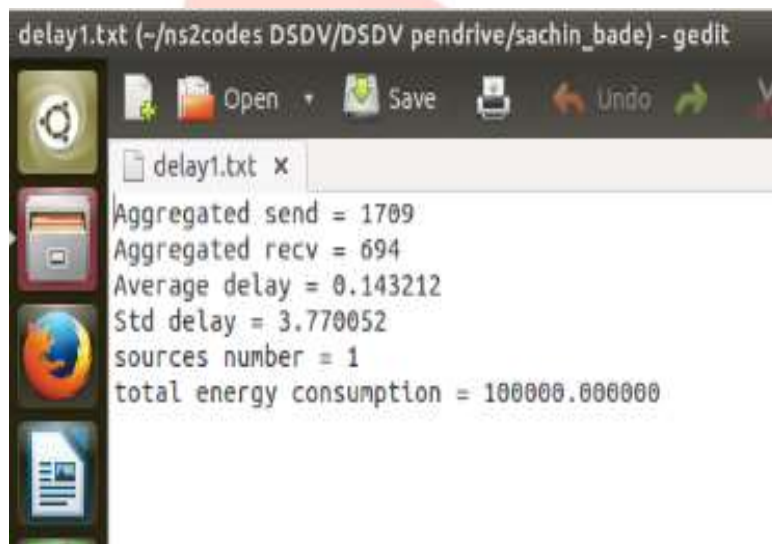 delay1.txt (~/ns2codes DSDV/DSDV pendrive/sachin_bade) - gedit
Open Save Undo
delay1.txt ×
Aggregated send = 1709
Aggregated recv = 694
Average delay = 0.143212
Std delay = 3.770052
sources number = 1
total energy consumption = 100000.000000